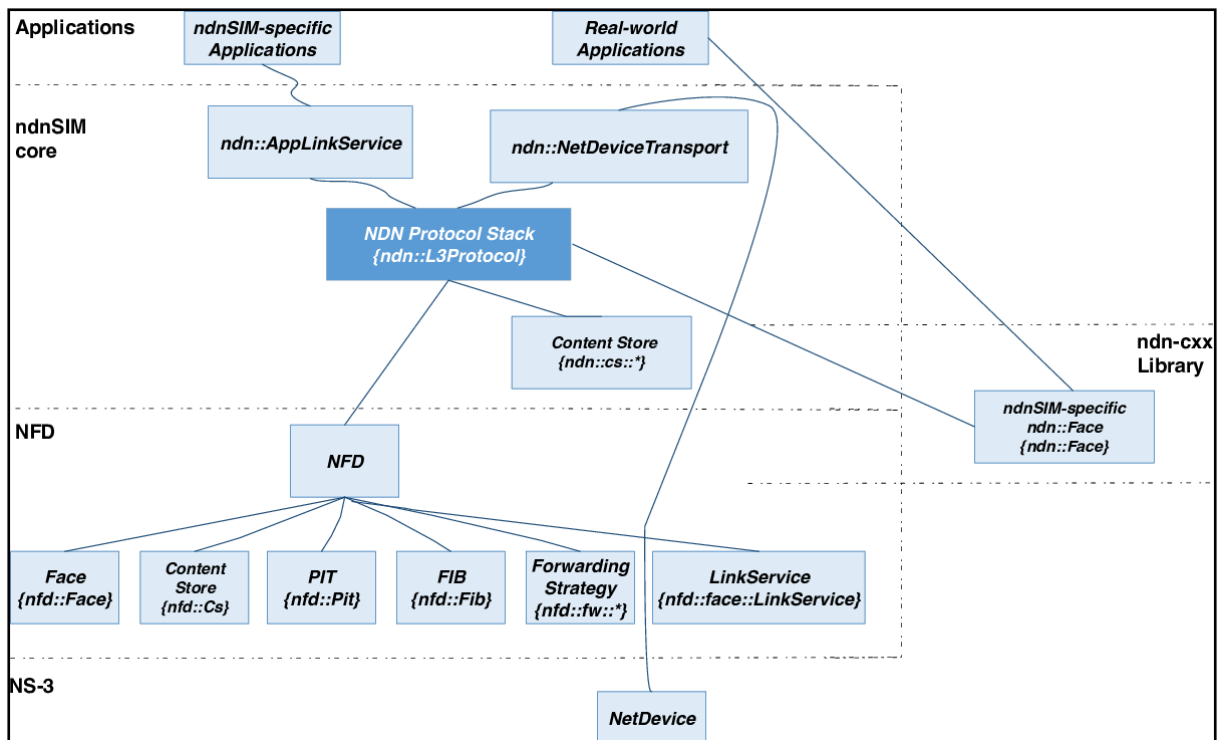 Applications
ndnSIM-specific
Applications
Real-world
Applications
ndnSIM
core
ndn::AppLinkService
ndn::NetDeviceTransport
NDN Protocol Stack
{ndn::L3Protocol}
Content Store
{ndn::cs::*}
ndn-cxx
Library
ndnSIM-specific
ndn::Face
{ndn::Face}
NFD
NFD
Face
{nfd::Face}
Content
Store
{nfd::Cs}
PIT
{nfd::Pit}
FIB
{nfd::Fib}
Forwarding
Strategy
{nfd::fw::*}
LinkService
{nfd::face::LinkService}
NS-3
NetDevice